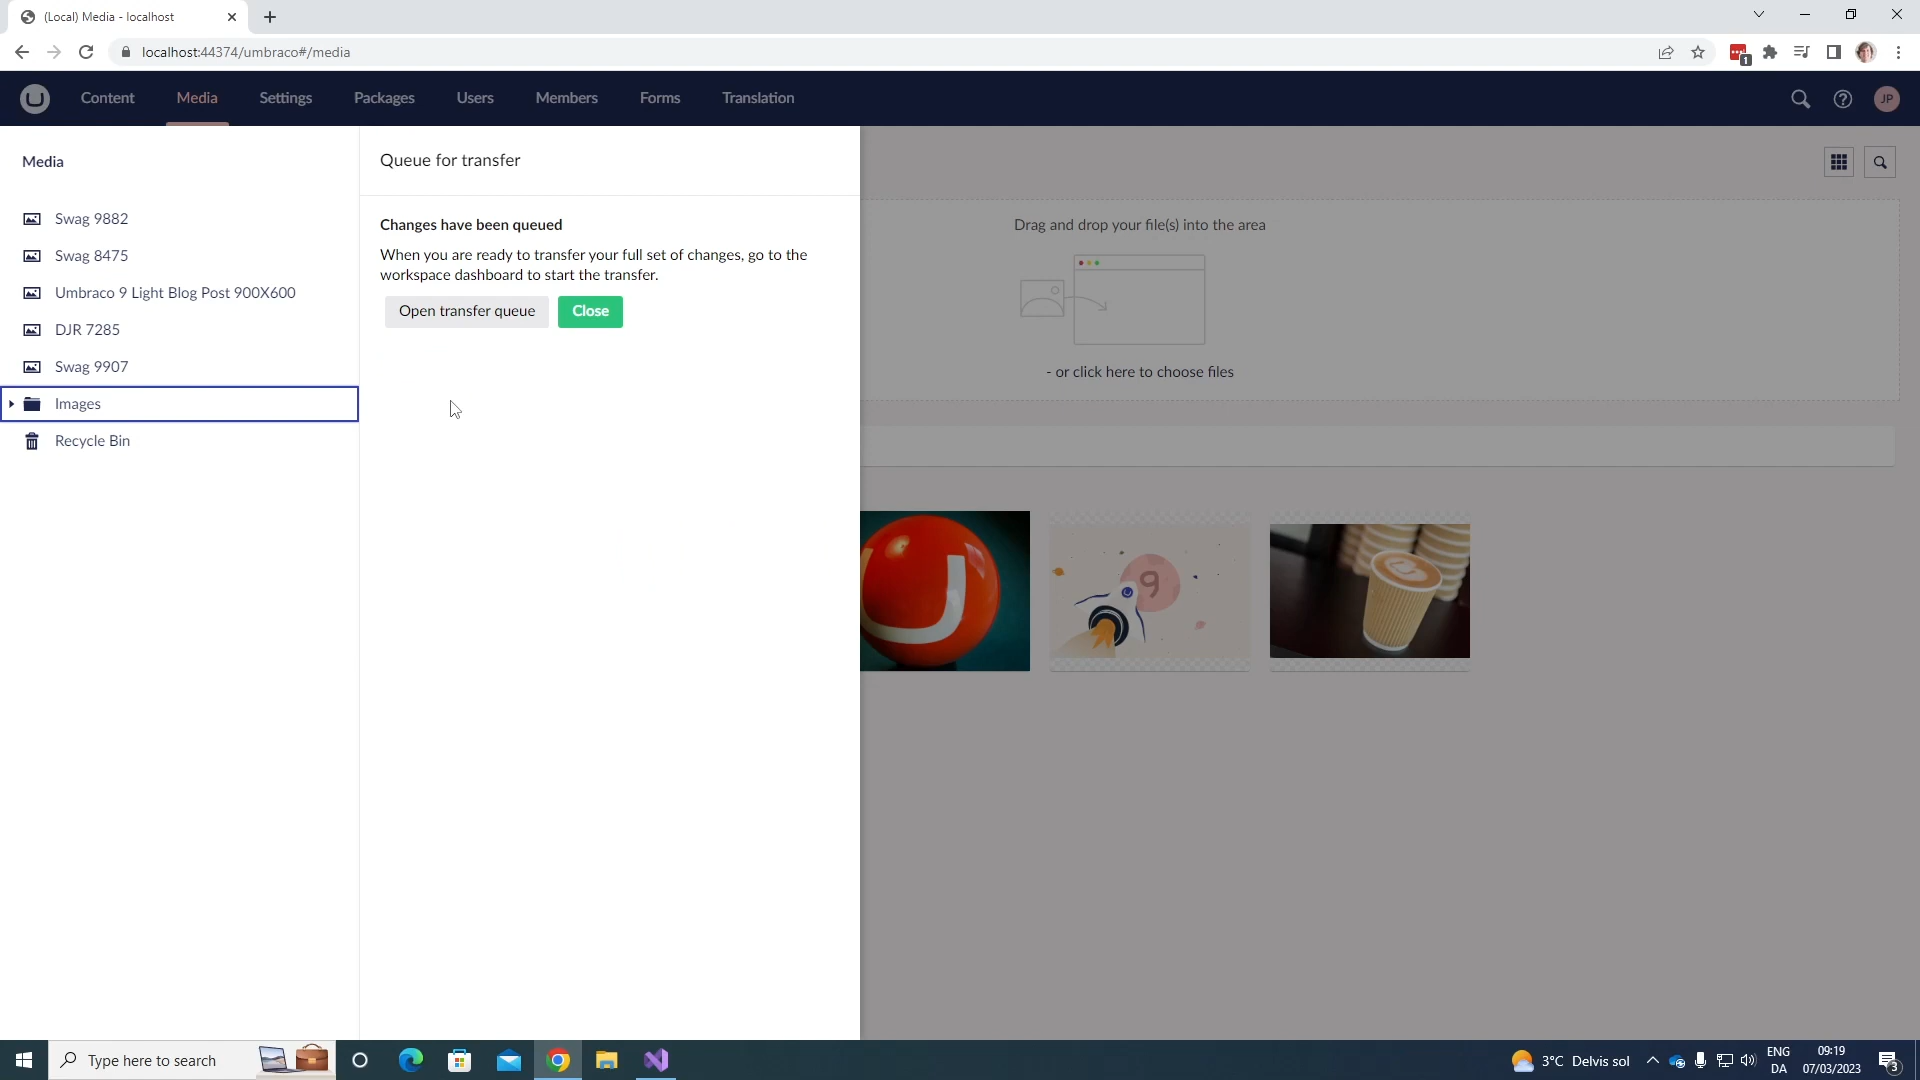 (Local) Media - localhost
localhost:44374/umbraco#/media
1
Content
Media
Settings
Packages
Users
Members
Forms
Translation
JP
Media
Swag 9882
Swag 8475
Umbraco 9 Light Blog Post 900X600
DJR 7285
Swag 9907
Images
Recycle Bin
Queue for transfer
Changes have been queued
When you are ready to transfer your full set of changes, go to the
workspace dashboard to start the transfer.
Open transfer queue
Close
Drag and drop your file(s) into the area
- or click here to choose files
9
Type here to search
3°C Delvis sol
ENG
DA
09:19
07/03/2023
3